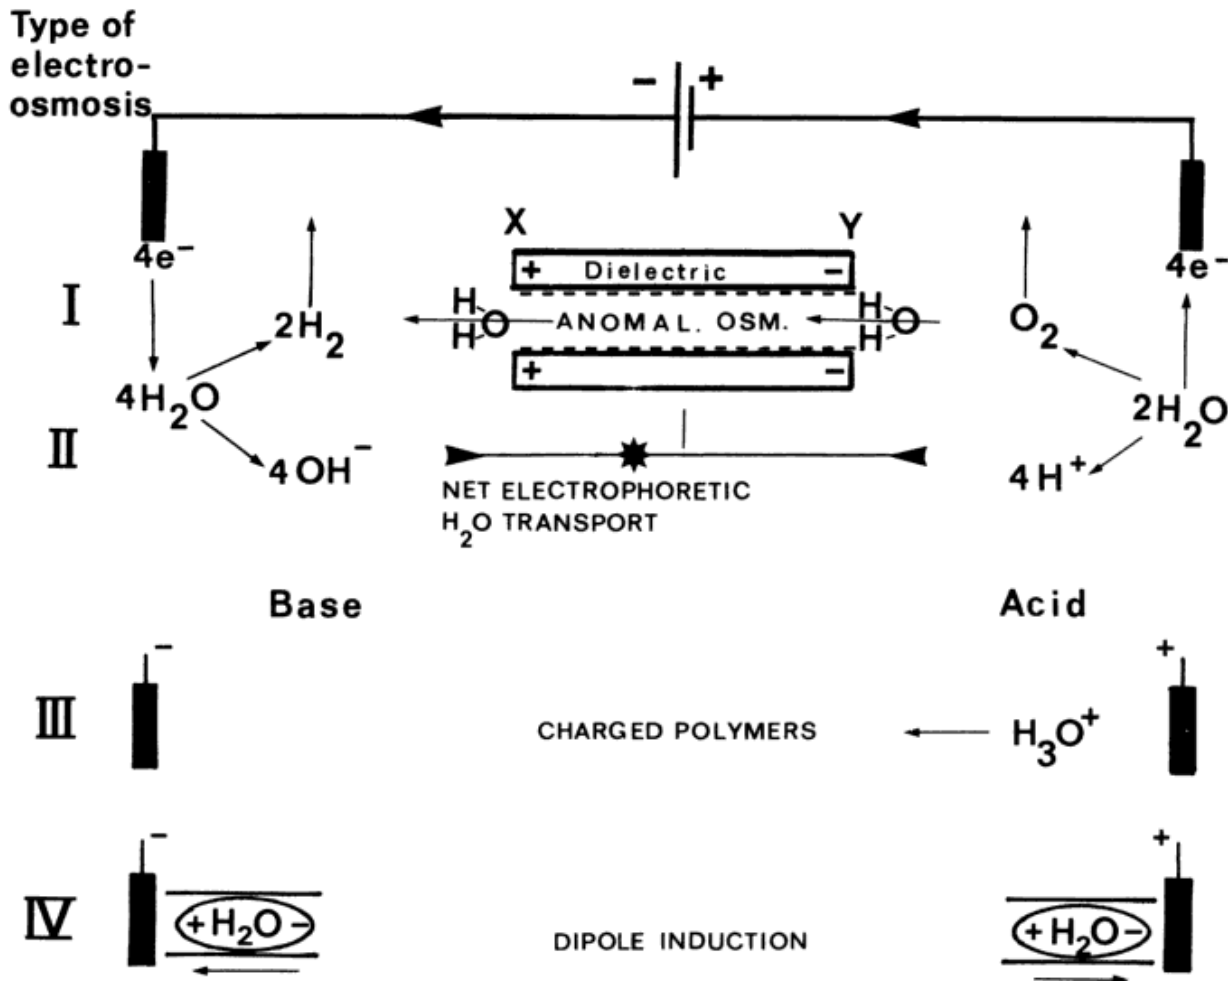 Type of
electro-
osmosis
- +
X Y
4e⁻ 4e⁻
+ Dielectric -
I
H H
O ANOMAL. OSM. O
H H
2H₂ O₂
+ -
4H₂O 2H₂O
II
4OH⁻ 4H⁺
NET ELECTROPHORETIC
H₂O TRANSPORT
Base Acid
- +
III CHARGED POLYMERS H₃O⁺
- +
IV +H₂O- DIPOLE INDUCTION +H₂O-